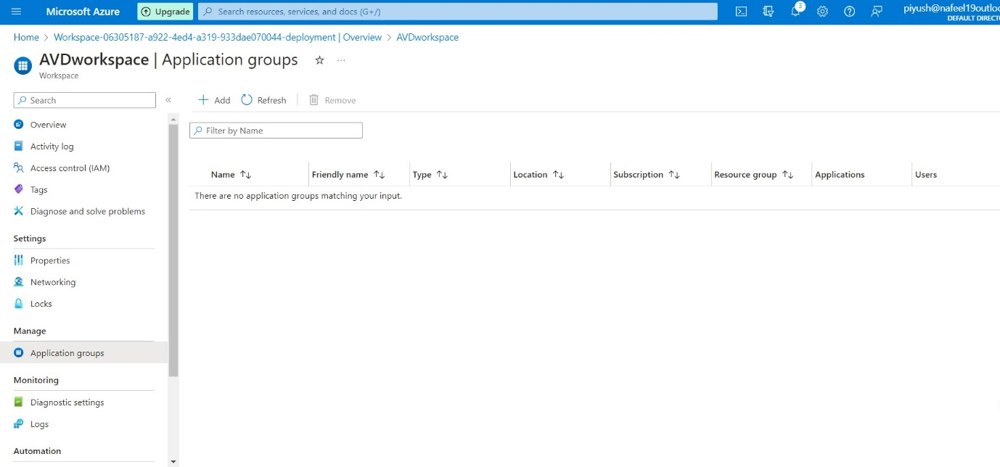 Microsoft Azure Upgrade Search resources, services, and docs (G+/) 3 piyush@nafeel19outloo
DEFAULT DIRECTO
Home > Workspace-06305187-a922-4ed4-a319-933dae070044-deployment | Overview > AVDworkspace
AVDworkspace | Application groups ...
Workspace
Search «
Add Refresh Remove
Overview
Filter by Name
Activity log
Access control (IAM)
Name Friendly name Type Location Subscription Resource group Applications Users
Tags
There are no application groups matching your input.
Diagnose and solve problems
Settings
Properties
Networking
Locks
Manage
Application groups
Monitoring
Diagnostic settings
Logs
Automation